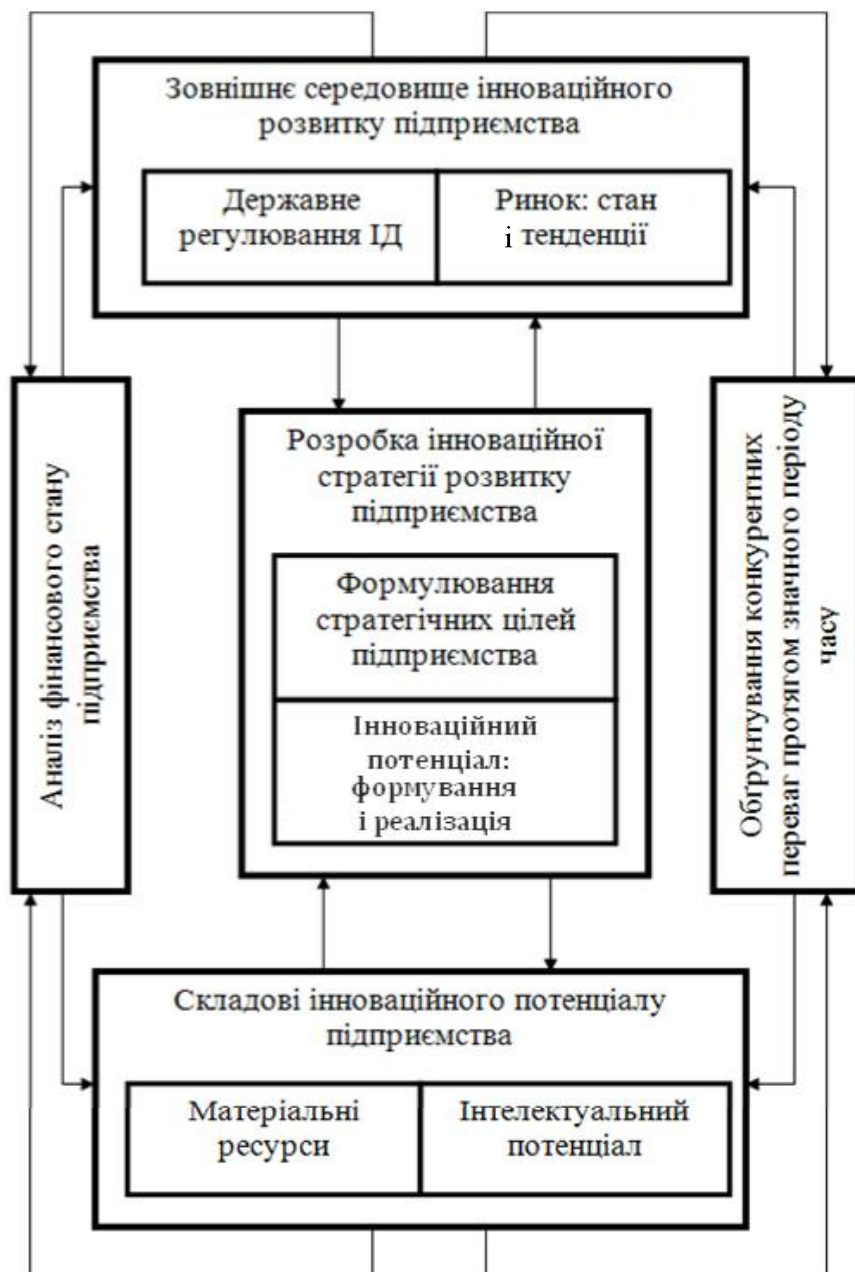 Зовнішнє середовище інноваційного
розвитку підприємства
Державне
регулювання ІД
Ринок: стан
і тенденції
Аналіз фінансового стану
підприємства
Розробка інноваційної
стратегії розвитку
підприємства
Формулювання
стратегічних цілей
підприємства
Інноваційний
потенціал:
формування
і реалізація
Обґрунтування конкурентних
переваг протягом значного періоду
часу
Складові інноваційного потенціалу
підприємства
Матеріальні
ресурси
Інтелектуальний
потенціал